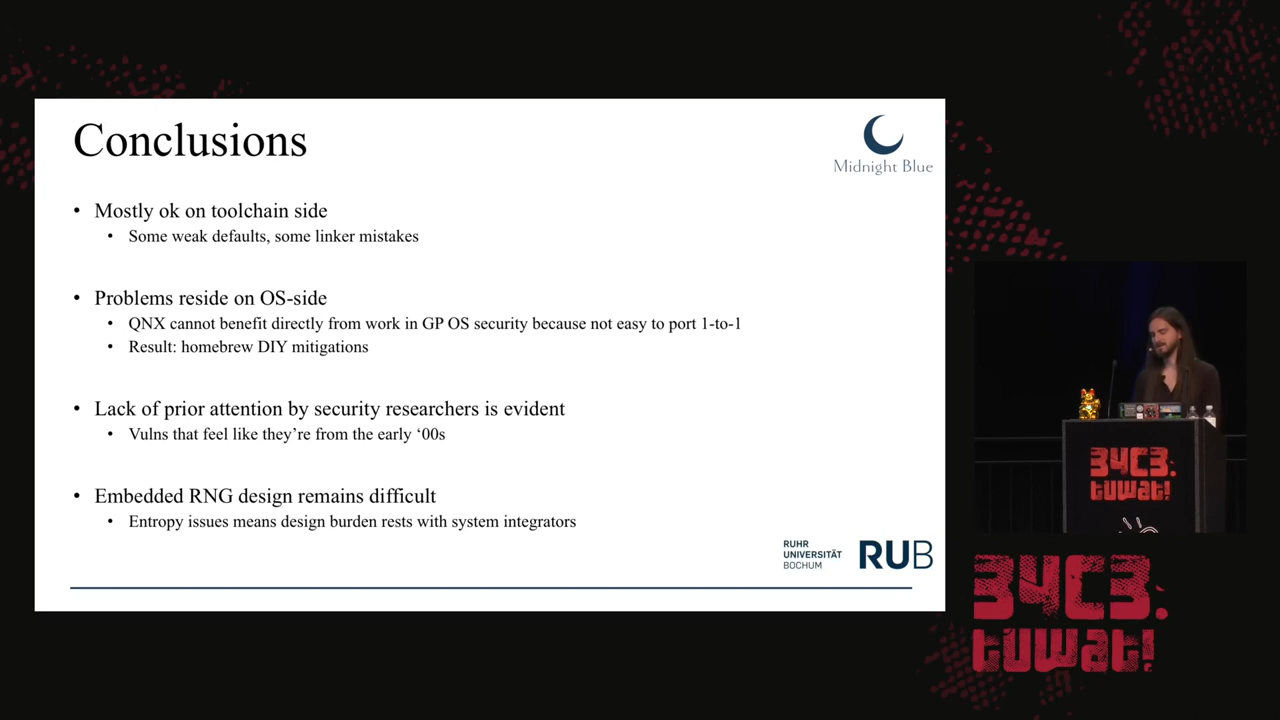 Conclusions
Midnight Blue
• Mostly ok on toolchain side
• Some weak defaults, some linker mistakes
• Problems reside on OS-side
• QNX cannot benefit directly from work in GP OS security because not easy to port 1-to-1
• Result: homebrew DIY mitigations
• Lack of prior attention by security researchers is evident
• Vulns that feel like they’re from the early ‘00s
• Embedded RNG design remains difficult
• Entropy issues means design burden rests with system integrators
RUHR
UNIVERSITÄT
BOCHUM
RUB
34C3.
tuwat!
34C3.
tuwat!